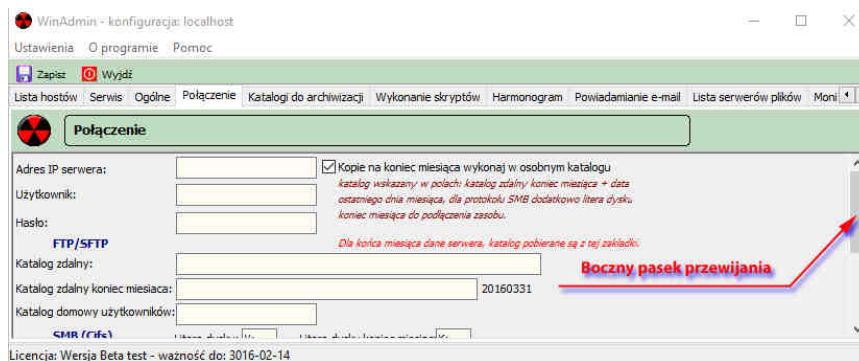 WinAdmin - konfiguracja: localhost
Ustawienia O programie Pomoc
Zapisz Wyjdź
Lista hostów Serwis Ogólne Połączenie Katalogi do archiwizacji Wykonanie skryptów Harmonogram Powiadamianie e-mail Lista serwerów plików Moni
Połączenie
Adres IP serwera:
Kopie na koniec miesiąca wykonaj w osobnym katalogu
katalog wskazany w polach: katalog zdalny koniec miesiąca + data
Użytkownik:
ostatniego dnia miesiąca, dla protokołu SMB dodatkowo litera dysku
koniec miesiąca do podłączenia zasobu.
Hasło:
FTP/SFTP
Dla końca miesiąca dane serwera, katalog pobierane są z tej zakładki.
Katalog zdalny:
Boczny pasek przewijania
Katalog zdalny koniec miesiaca:
20160331
Katalog domowy użytkowników:
SMB (Cifs)
Licencja: Wersja Beta test - ważność do: 3016-02-14